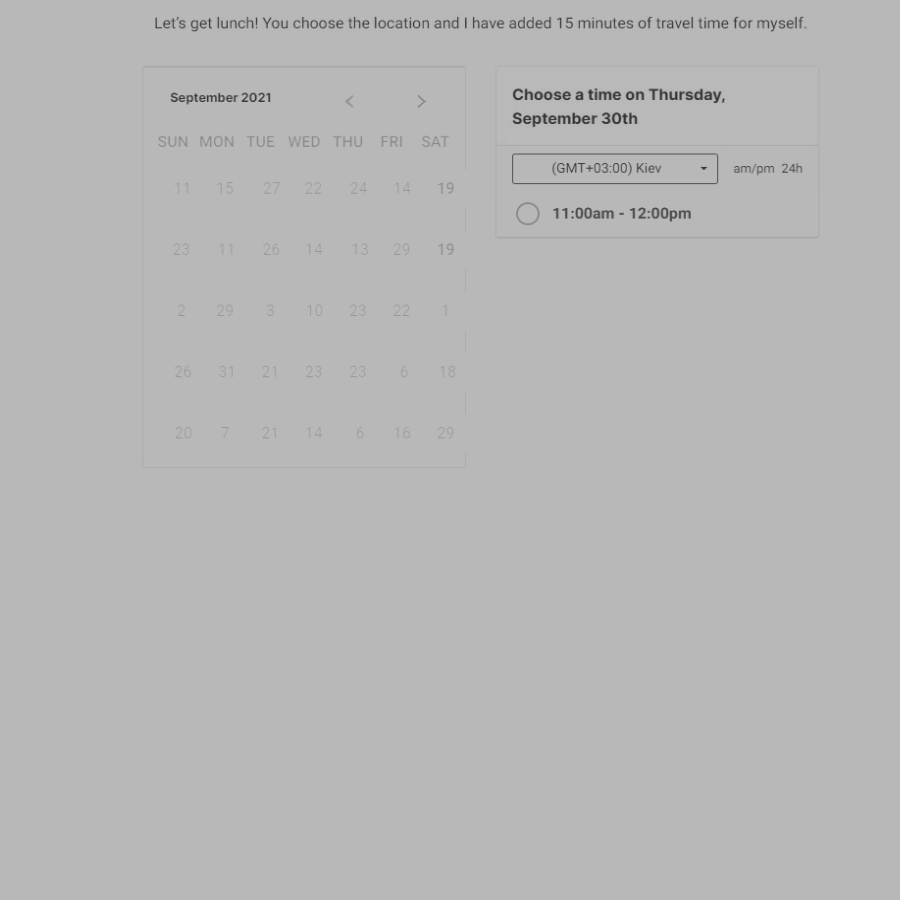 Let's get lunch! You choose the location and I have added 15 minutes of travel time for myself.
September 2021
SUN MON TUE WED THU FRI SAT
11 15 27 22 24 14 19
23 11 26 14 13 29 19
2 29 3 10 23 22 1
26 31 21 23 23 6 18
20 7 21 14 6 16 29
Choose a time on Thursday,
September 30th
(GMT+03:00) Kiev am/pm 24h
11:00am - 12:00pm